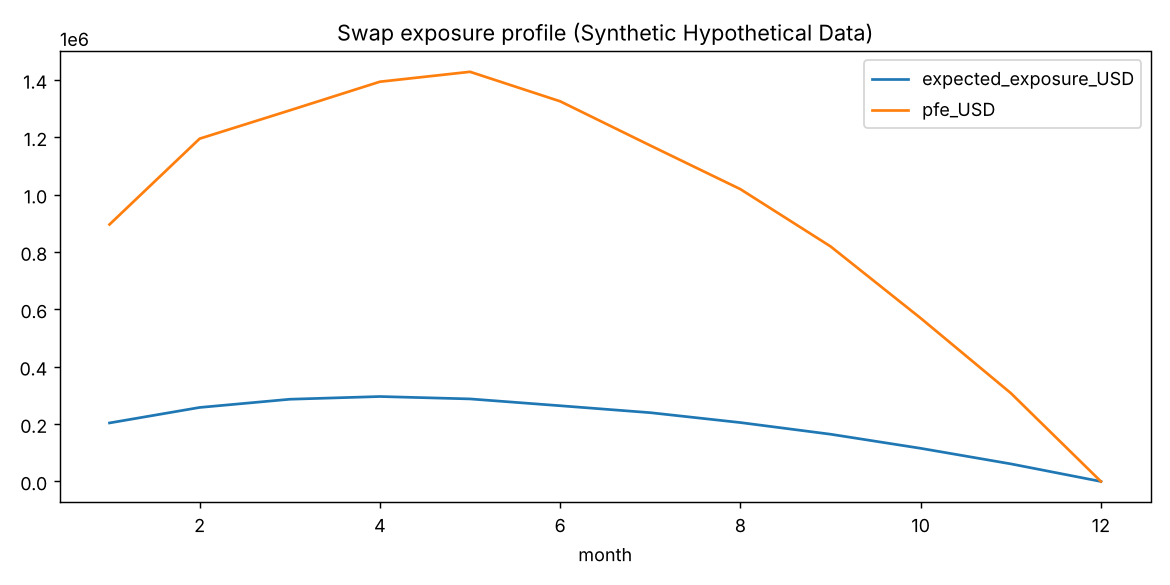 Swap exposure profile (Synthetic Hypothetical Data)
1e6
expected_exposure_USD
pfe_USD
1.4
1.2
1.0
0.8
0.6
0.4
0.2
0.0
2 4 6 8 10 12
month